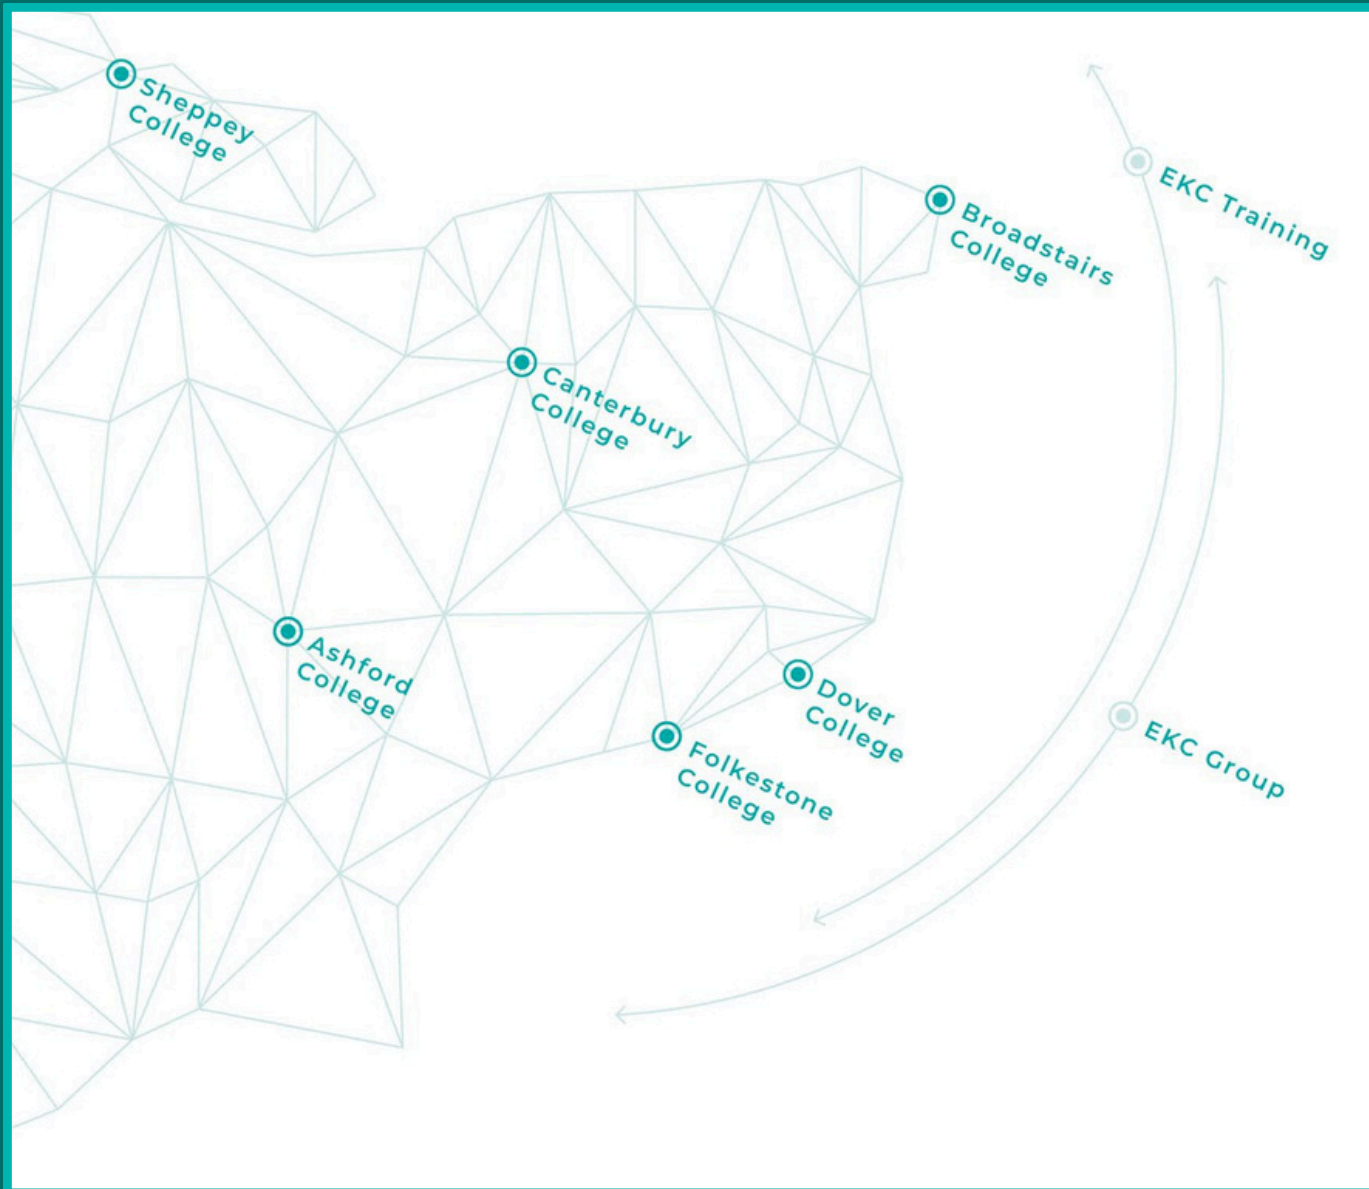 Sheppey
College
EKC Training
Broadstairs
College
Canterbury
College
Ashford
College
Dover
College
Folkestone
College
EKC Group